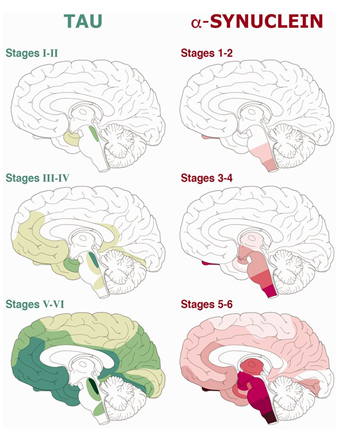 TAU
α-SYNUCLEIN
Stages I-II
Stages 1-2
Stages III-IV
Stages 3-4
Stages V-VI
Stages 5-6